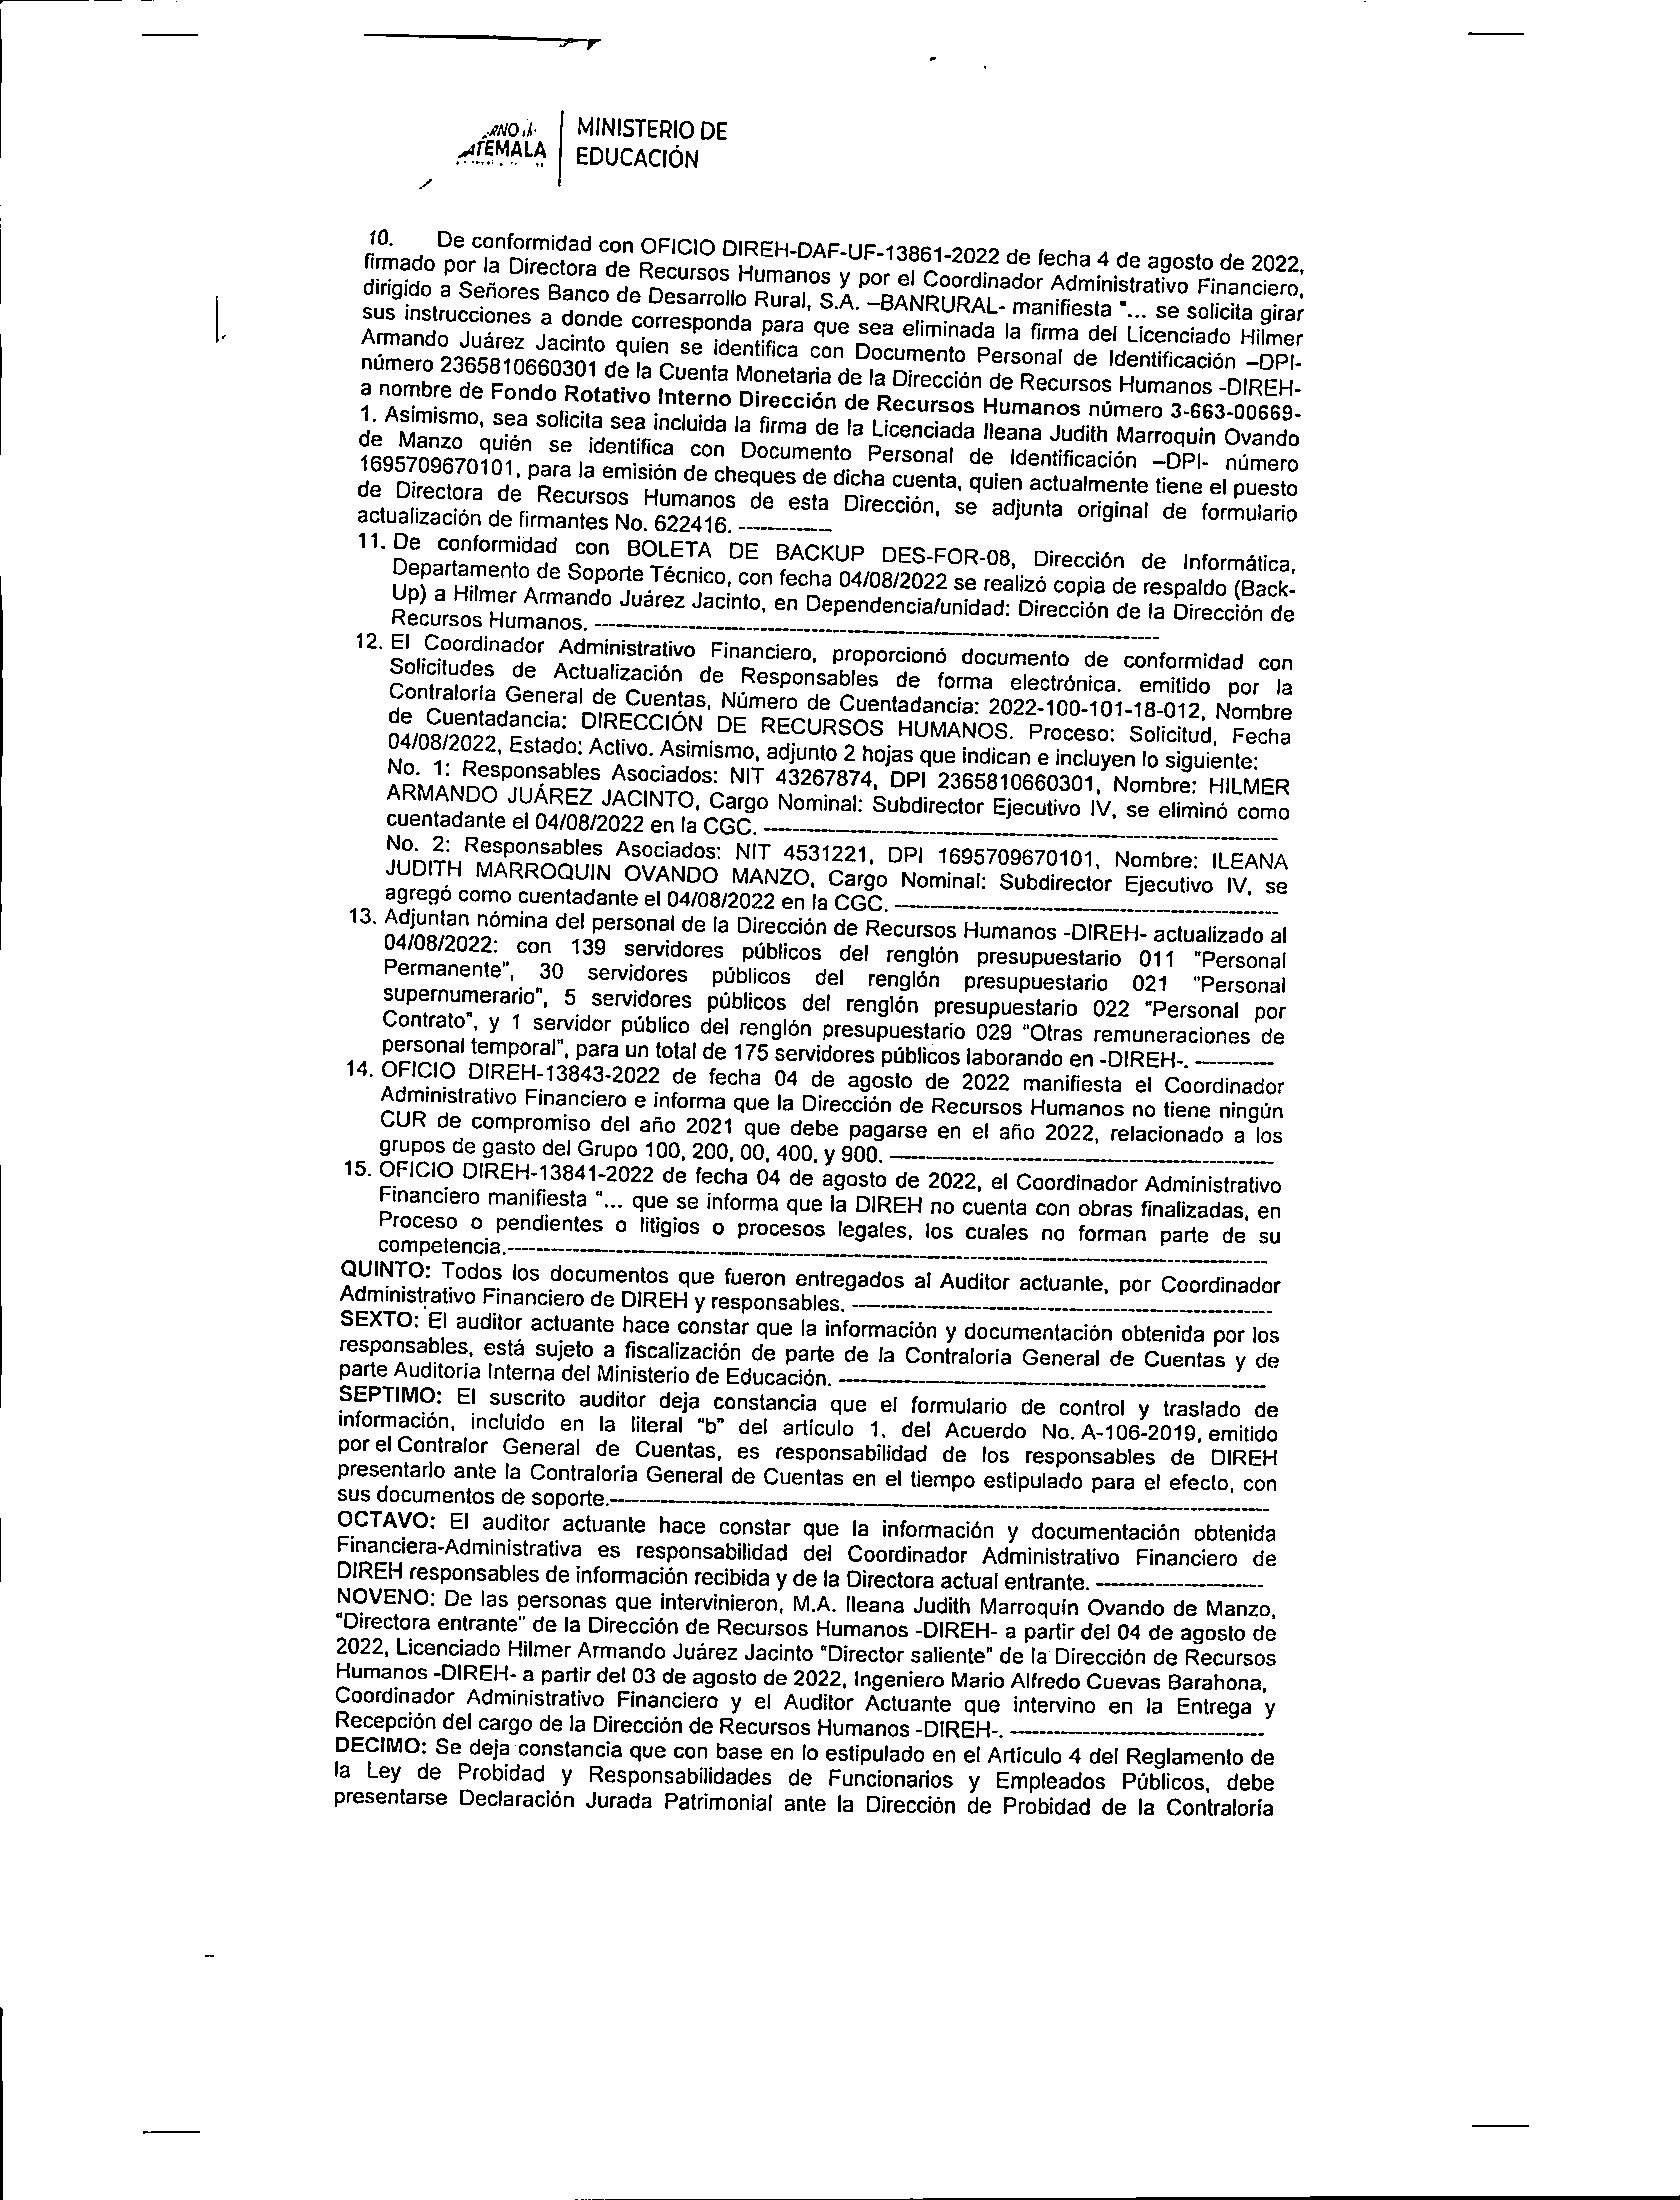 ATEMALA
MINISTERIO DE
EDUCACIÓN
10. De conformidad con OFICIO DIREH-DAF-UF-13861-2022 de fecha 4 de agosto de 2022,
firmado por la Directora de Recursos Humanos y por el Coordinador Administrativo Financiero,
dirigido a Señores Banco de Desarrollo Rural, S.A. –BANRURAL- manifiesta "... se solicita girar
sus instrucciones a donde corresponda para que sea eliminada la firma del Licenciado Hilmer
Armando Juárez Jacinto quien se identifica con Documento Personal de Identificación –DPI-
número 2365810660301 de la Cuenta Monetaria de la Dirección de Recursos Humanos -DIREH-
a nombre de Fondo Rotativo Interno Dirección de Recursos Humanos número 3-663-00669-
1. Asimismo, sea solicita sea incluida la firma de la Licenciada Ileana Judith Marroquin Ovando
de Manzo quién se identifica con Documento Personal de Identificación –DPI- número
1695709670101, para la emisión de cheques de dicha cuenta, quien actualmente tiene el puesto
de Directora de Recursos Humanos de esta Dirección, se adjunta original de formulario
actualización de firmantes No. 622416. ------------
11. De conformidad con BOLETA DE BACKUP DES-FOR-08, Dirección de Informática,
Departamento de Soporte Técnico, con fecha 04/08/2022 se realizó copia de respaldo (Back-
Up) a Hilmer Armando Juárez Jacinto, en Dependencia/unidad: Dirección de la Dirección de
Recursos Humanos. ------------
12. El Coordinador Administrativo Financiero, proporcionó documento de conformidad con
Solicitudes de Actualización de Responsables de forma electrónica. emitido por la
Contraloría General de Cuentas, Número de Cuentadancia: 2022-100-101-18-012, Nombre
de Cuentadancia: DIRECCIÓN DE RECURSOS HUMANOS. Proceso: Solicitud, Fecha
04/08/2022, Estado: Activo. Asimismo, adjunto 2 hojas que indican e incluyen lo siguiente:
No. 1: Responsables Asociados: NIT 43267874, DPI 2365810660301, Nombre: HILMER
ARMANDO JUÁREZ JACINTO, Cargo Nominal: Subdirector Ejecutivo IV, se eliminó como
cuentadante el 04/08/2022 en la CGC. ------------
No. 2: Responsables Asociados: NIT 4531221, DPI 1695709670101, Nombre: ILEANA
JUDITH MARROQUIN OVANDO MANZO, Cargo Nominal: Subdirector Ejecutivo IV, se
agregó como cuentadante el 04/08/2022 en la CGC. ------------
13. Adjuntan nómina del personal de la Dirección de Recursos Humanos -DIREH- actualizado al
04/08/2022: con 139 servidores públicos del renglón presupuestario 011 "Personal
Permanente", 30 servidores públicos del renglón presupuestario 021 "Personal
supernumerario", 5 servidores públicos del renglón presupuestario 022 "Personal por
Contrato", y 1 servidor público del renglón presupuestario 029 "Otras remuneraciones de
personal temporal", para un total de 175 servidores públicos laborando en -DIREH-. ----------
14. OFICIO DIREH-13843-2022 de fecha 04 de agosto de 2022 manifiesta el Coordinador
Administrativo Financiero e informa que la Dirección de Recursos Humanos no tiene ningún
CUR de compromiso del año 2021 que debe pagarse en el año 2022, relacionado a los
grupos de gasto del Grupo 100, 200, 00, 400, y 900. ------------
15. OFICIO DIREH-13841-2022 de fecha 04 de agosto de 2022, el Coordinador Administrativo
Financiero manifiesta "... que se informa que la DIREH no cuenta con obras finalizadas, en
Proceso o pendientes o litigios o procesos legales, los cuales no forman parte de su
competencia.------------
QUINTO: Todos los documentos que fueron entregados al Auditor actuante, por Coordinador
Administrativo Financiero de DIREH y responsables. ------------
SEXTO: El auditor actuante hace constar que la información y documentación obtenida por los
responsables, está sujeto a fiscalización de parte de la Contraloría General de Cuentas y de
parte Auditoría Interna del Ministerio de Educación. ------------
SEPTIMO: El suscrito auditor deja constancia que el formulario de control y traslado de
información, incluido en la literal "b" del artículo 1, del Acuerdo No. A-106-2019, emitido
por el Contralor General de Cuentas, es responsabilidad de los responsables de DIREH
presentarlo ante la Contraloría General de Cuentas en el tiempo estipulado para el efecto, con
sus documentos de soporte.------------
OCTAVO: El auditor actuante hace constar que la información y documentación obtenida
Financiera-Administrativa es responsabilidad del Coordinador Administrativo Financiero de
DIREH responsables de información recibida y de la Directora actual entrante. ------------
NOVENO: De las personas que intervinieron, M.A. Ileana Judith Marroquín Ovando de Manzo,
"Directora entrante" de la Dirección de Recursos Humanos -DIREH- a partir del 04 de agosto de
2022, Licenciado Hilmer Armando Juárez Jacinto "Director saliente" de la Dirección de Recursos
Humanos -DIREH- a partir del 03 de agosto de 2022, Ingeniero Mario Alfredo Cuevas Barahona,
Coordinador Administrativo Financiero y el Auditor Actuante que intervino en la Entrega y
Recepción del cargo de la Dirección de Recursos Humanos -DIREH-. ------------
DECIMO: Se deja constancia que con base en lo estipulado en el Artículo 4 del Reglamento de
la Ley de Probidad y Responsabilidades de Funcionarios y Empleados Públicos, debe
presentarse Declaración Jurada Patrimonial ante la Dirección de Probidad de la Contraloría